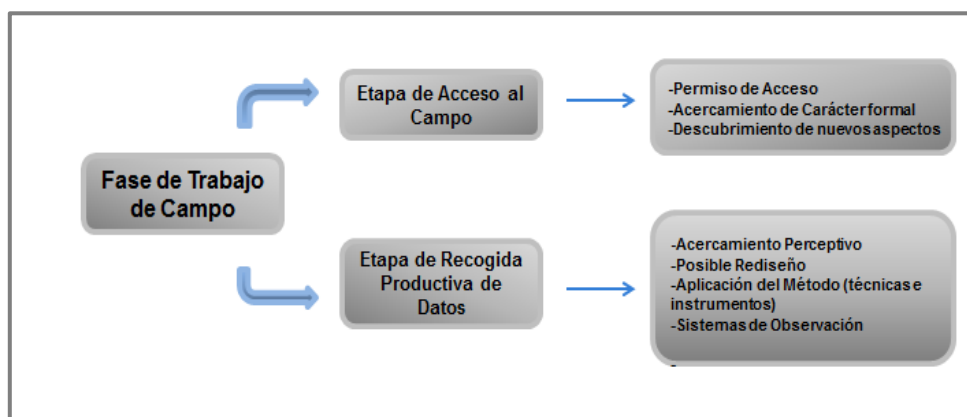 Fase de Trabajo
de Campo
Etapa de Acceso al
Campo
-Permiso de Acceso
-Acercamiento de Carácter formal
-Descubrimiento de nuevos aspectos
Etapa de Recogida
Productiva de
Datos
-Acercamiento Perceptivo
-Posible Rediseño
-Aplicación del Método (técnicas e
instrumentos)
-Sistemas de Observación
-